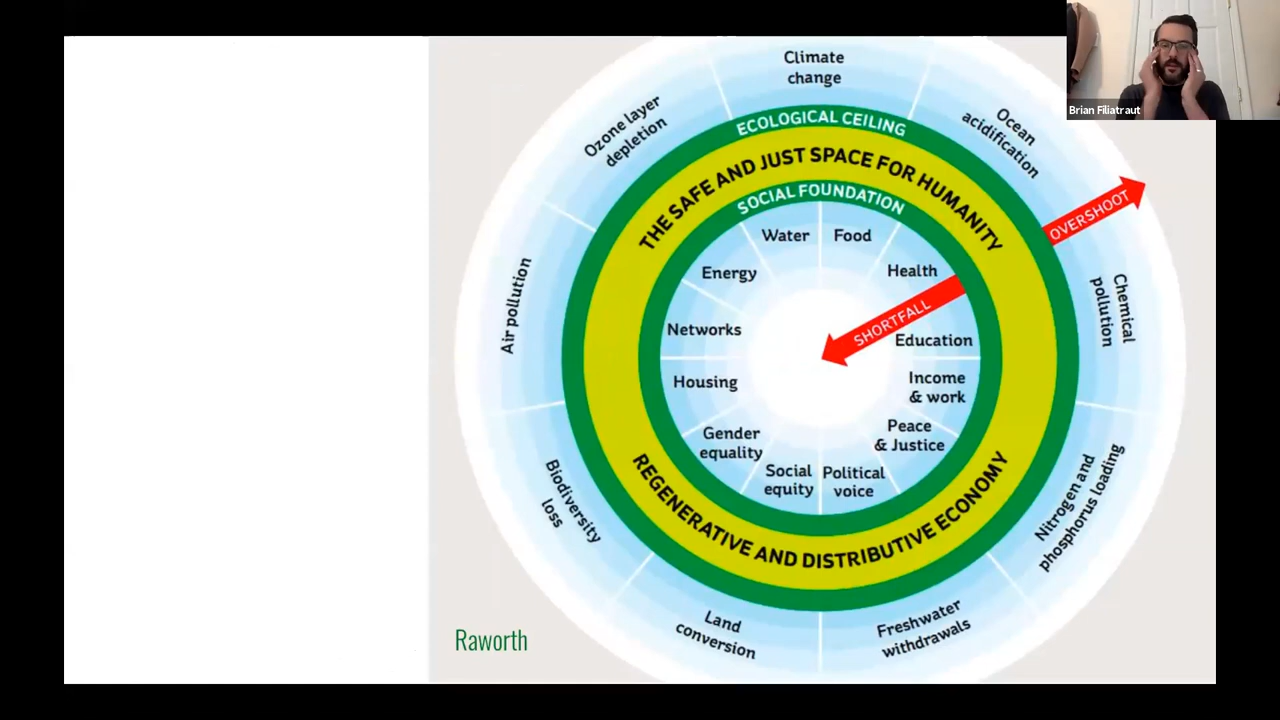 Climate
change
Ocean
acidification
Chemical
pollution
Nitrogen and
phosphorus loading
Freshwater
withdrawals
Land
conversion
Biodiversity
loss
Air pollution
Ozone layer
depletion
ECOLOGICAL CEILING
THE SAFE AND JUST SPACE FOR HUMANITY
SOCIAL FOUNDATION
OVERSHOOT
SHORTFALL
Water
Food
Health
Education
Income
& work
Peace
& Justice
Political
voice
Social
equity
Gender
equality
Housing
Networks
Energy
REGENERATIVE AND DISTRIBUTIVE ECONOMY
Raworth
Brian Filiatraut